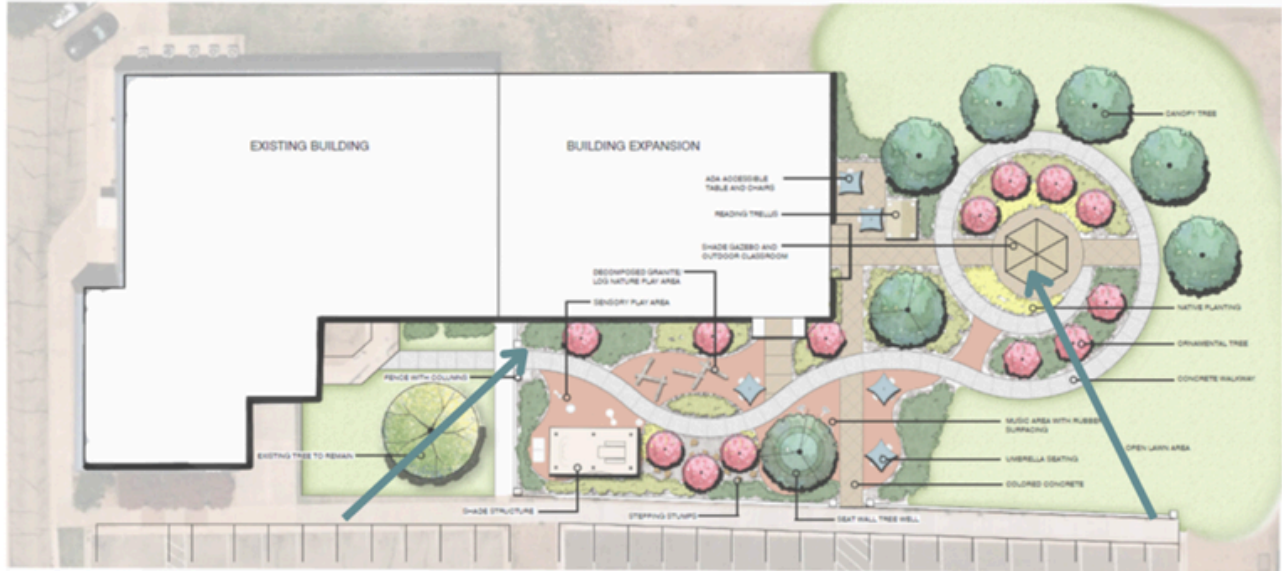 EXISTING BUILDING
BUILDING EXPANSION
CANOPY TREE
ADA ACCESSIBLE
TABLE AND CHAIRS
READING TRELLIS
SHADE GAZEBO AND
OUTDOOR CLASSROOM
DECOMPOSED GRANITE/
LOG NATURE PLAY AREA
SENSORY PLAY AREA
NATIVE PLANTING
ORNAMENTAL TREE
FENCE WITH COLUMNS
CONCRETE WALKWAY
MUSIC AREA WITH RUBBER
SURFACING
OPEN LAWN AREA
EXISTING TREE TO REMAIN
UMBRELLA SEATING
COLORED CONCRETE
SHADE STRUCTURE
STEPPING STUMPS
SEAT WALL TREE WELL